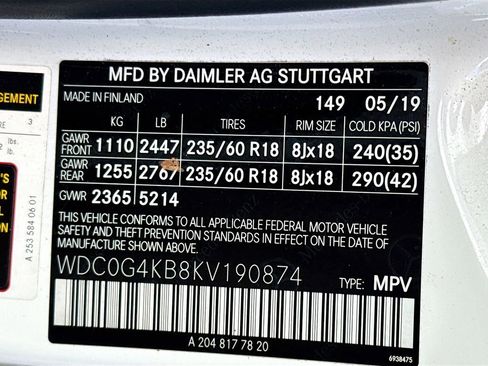 MFD BY DAIMLER AG STUTTGART
MADE IN FINLAND 149 05/19
KG LB TIRES RIM SIZE COLD KPA (PSI)
GAWR FRONT 1110 2447 235/60 R18 8Jx18 240(35)
GAWR REAR 1255 2767 235/60 R18 8Jx18 290(42)
GVWR 2365 5214
THIS VEHICLE CONFORMS TO ALL APPLICABLE FEDERAL MOTOR VEHICLE
SAFETY AND THEFT PREVENTION STANDARDS IN EFFECT ON THE DATE OF
MANUFACTURE SHOWN ABOVE.
WDC0G4KB8KV190874 TYPE: MPV
A 204 817 78 20
6938475
3
lbs.
lb.
A 253 584 06 01